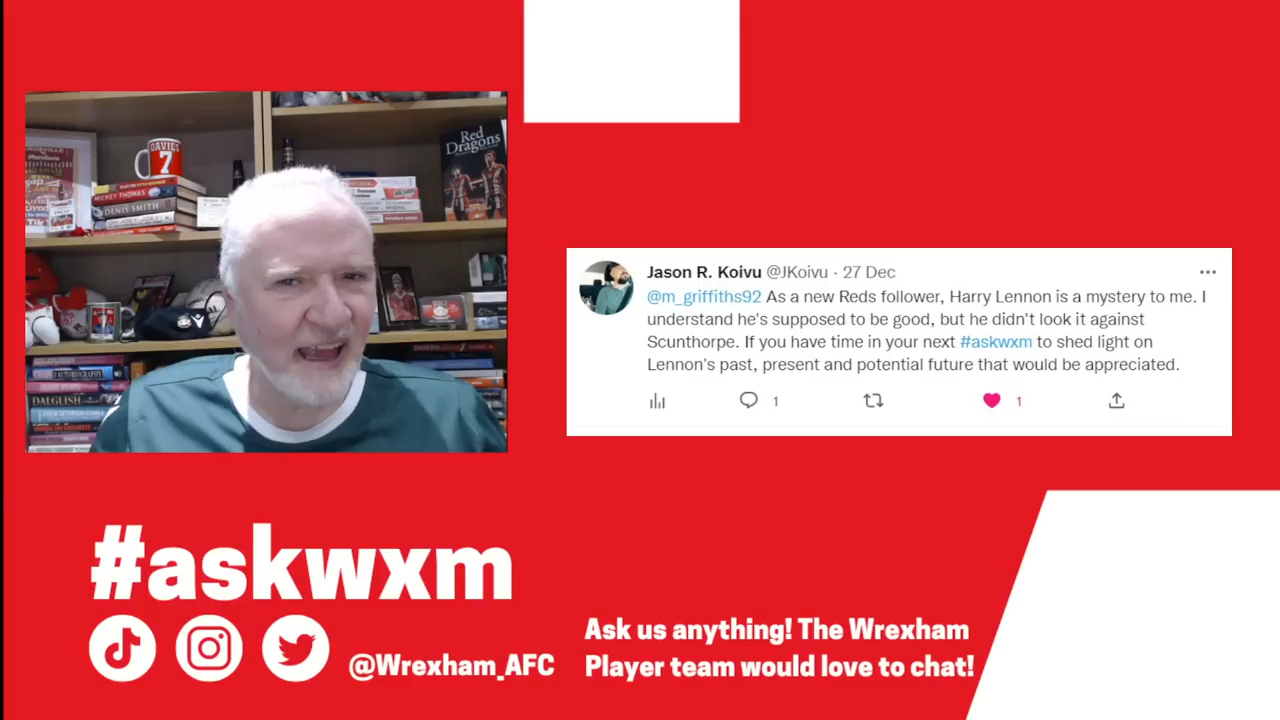 DAVIES
7
Red
Dragons
MICKEY THOMAS
DENIS SMITH
DALGLISH
Jason R. Koivu @JKoivu · 27 Dec
@m_griffiths92 As a new Reds follower, Harry Lennon is a mystery to me. I
understand he's supposed to be good, but he didn't look it against
Scunthorpe. If you have time in your next #askwxm to shed light on
Lennon's past, present and potential future that would be appreciated.
1
1
#askwxm
@Wrexham_AFC
Ask us anything! The Wrexham
Player team would love to chat!